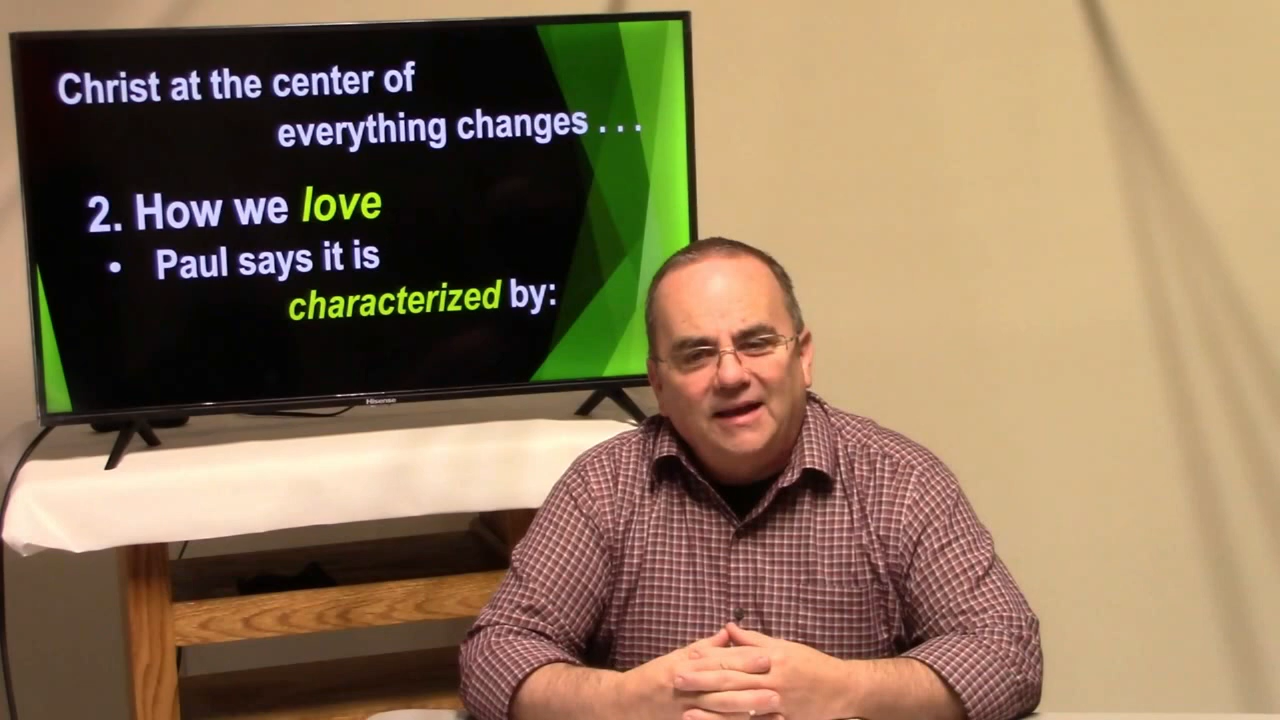 Christ at the center of
everything changes . . .
2. How we love
• Paul says it is
characterized by:
Hisense